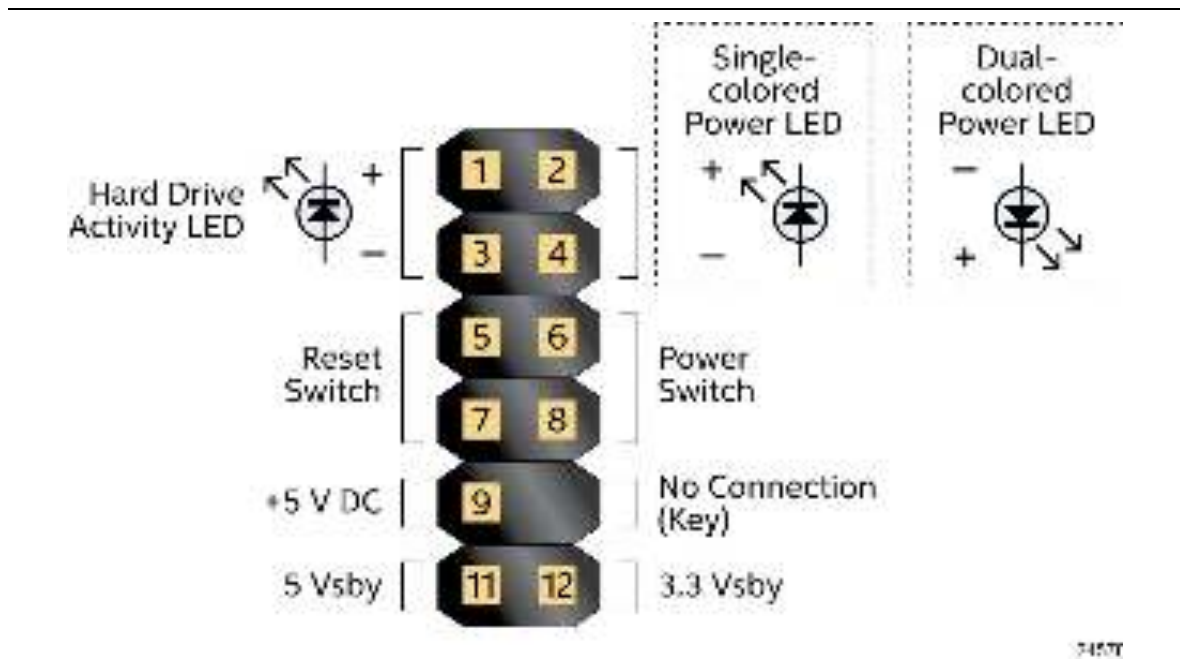 Single-
colored
Power LED
Dual-
colored
Power LED
Hard Drive
Activity LED
+
−
1 2
3 4
+
−
−
+
Reset
Switch
5 6
7 8
Power
Switch
+5 V DC
9
No Connection
(Key)
5 Vsby
11 12
3.3 Vsby